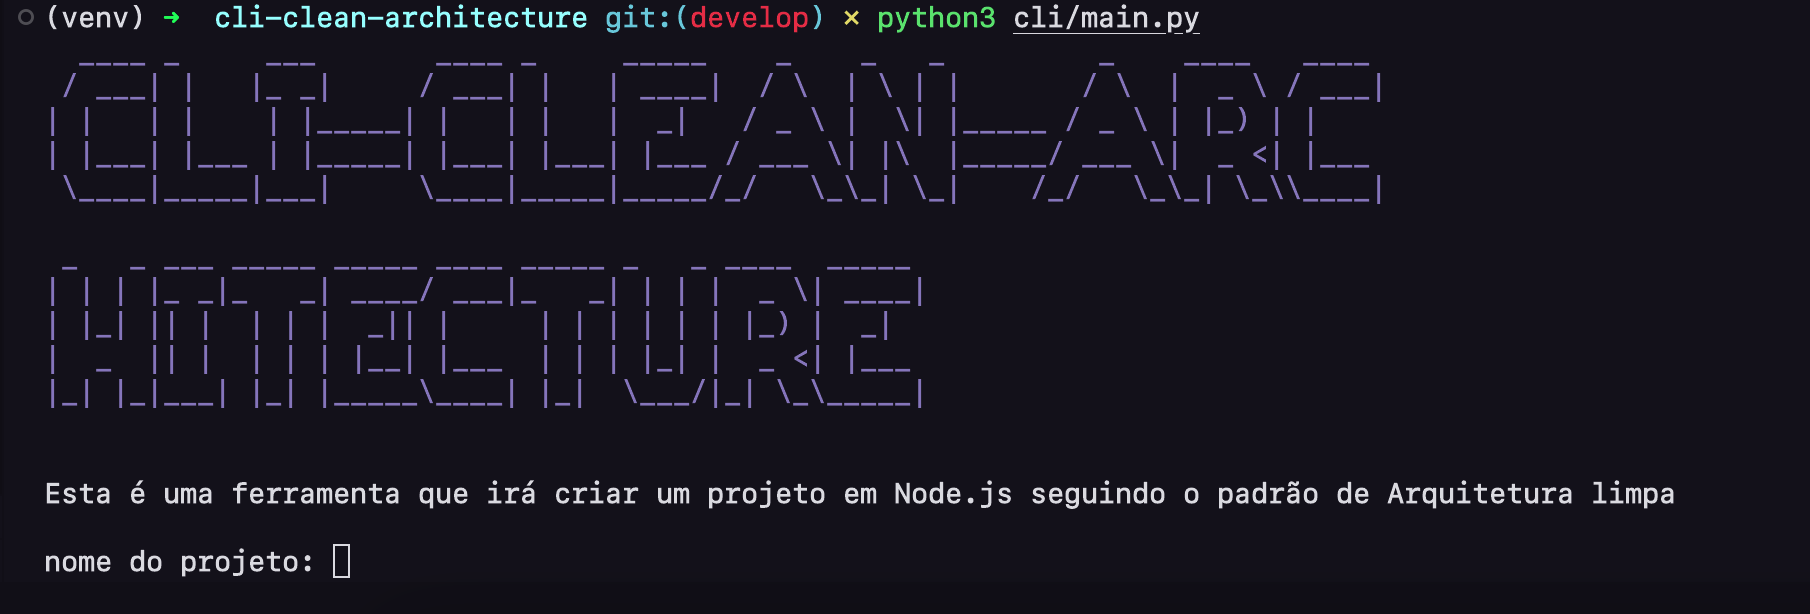 (venv) ➜ cli-clean-architecture git:(develop) × python3 cli/main.py
CLI-CLEAN-ARC
HITECTURE
Esta é uma ferramenta que irá criar um projeto em Node.js seguindo o padrão de Arquitetura limpa
nome do projeto: